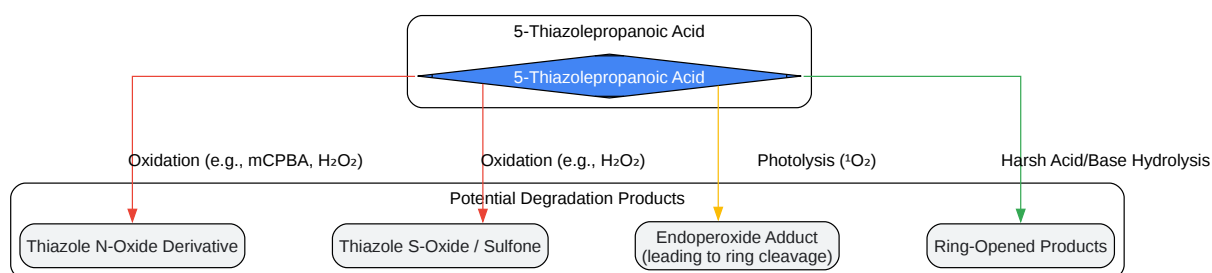 5-Thiazolepropanoic Acid
5-Thiazolepropanoic Acid
Oxidation (e.g., mCPBA, H₂O₂)
Oxidation (e.g., H₂O₂)
Photolysis (¹O₂)
Harsh Acid/Base Hydrolysis
Potential Degradation Products
Thiazole N-Oxide Derivative
Thiazole S-Oxide / Sulfone
Endoperoxide Adduct
(leading to ring cleavage)
Ring-Opened Products